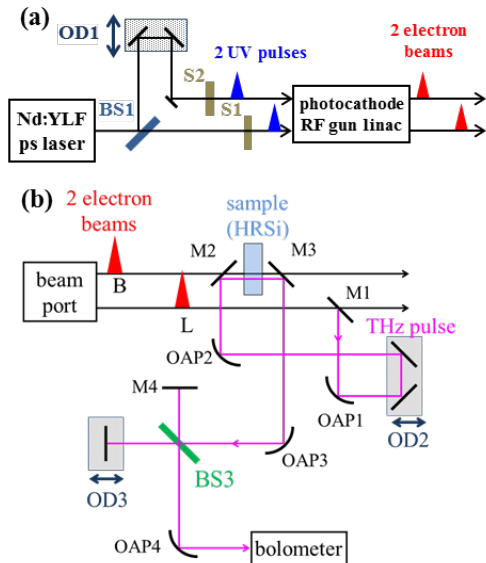 (a)
OD1
2 UV pulses
2 electron
beams
S2
S1
Nd:YLF
ps laser
BS1
photocathode
RF gun linac
(b)
2 electron
beams
sample
(HRSi)
M2
M3
beam
port
B
L
M1
THz pulse
OAP2
M4
OAP1
OD2
OAP3
OD3
BS3
OAP4
bolometer